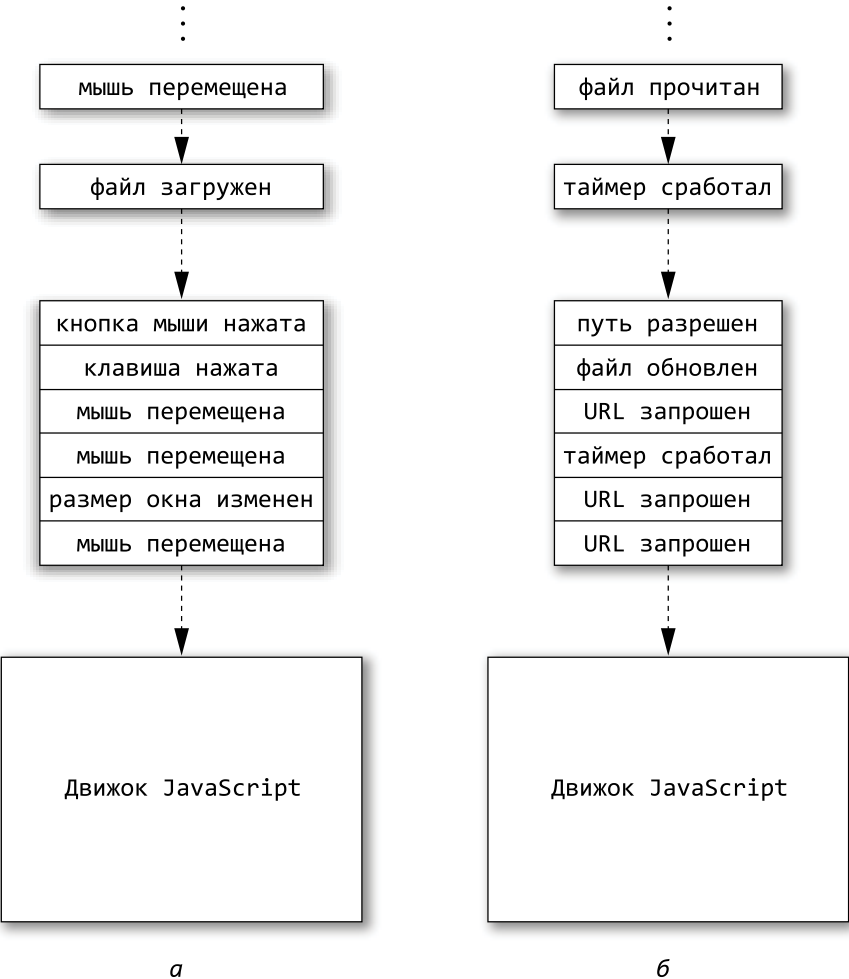 мышь перемещена
файл загружен
кнопка мыши нажата
клавиша нажата
мышь перемещена
мышь перемещена
размер окна изменен
мышь перемещена
Движок JavaScript
а
файл прочитан
таймер сработал
путь разрешен
файл обновлен
URL запрошен
таймер сработал
URL запрошен
URL запрошен
Движок JavaScript
б